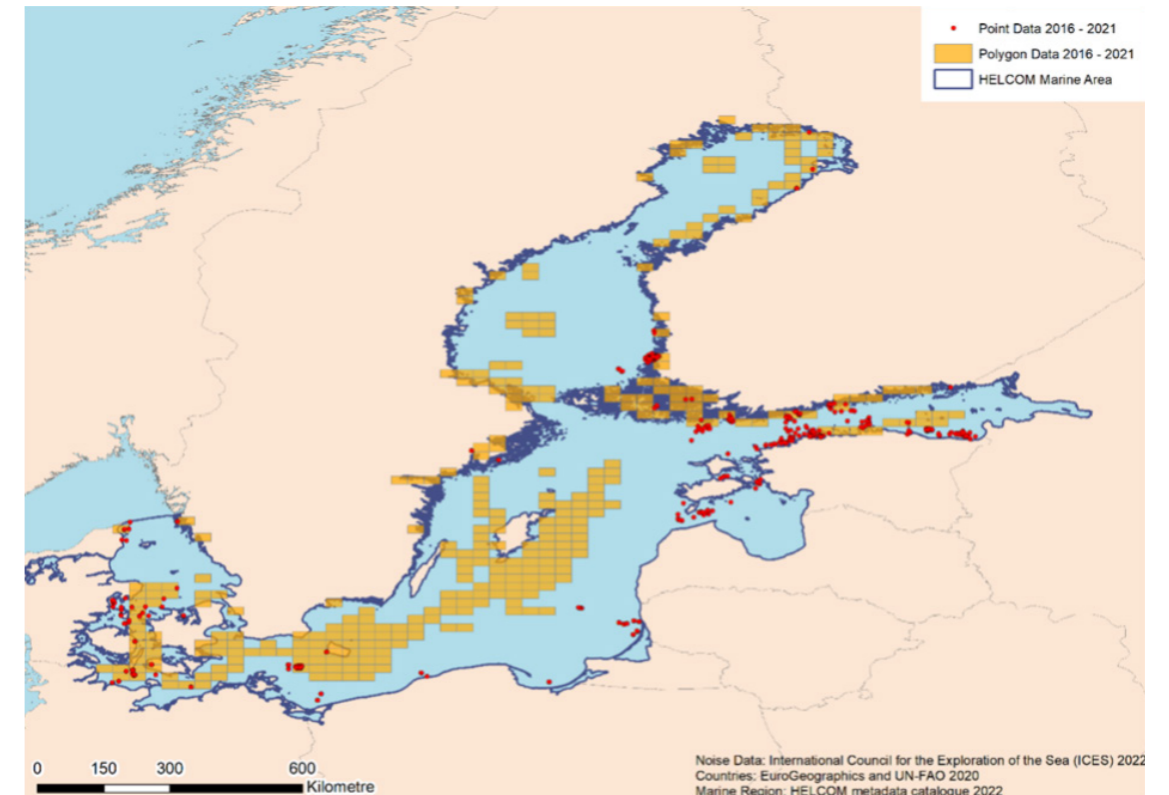 Point Data 2016 - 2021
Polygon Data 2016 - 2021
HELCOM Marine Area
0 150 300 600
Kilometre
Noise Data: International Council for the Exploration of the Sea (ICES) 2022
Countries: EuroGeographics and UN-FAO 2020
Marine Region: HELCOM metadata catalogue 2022